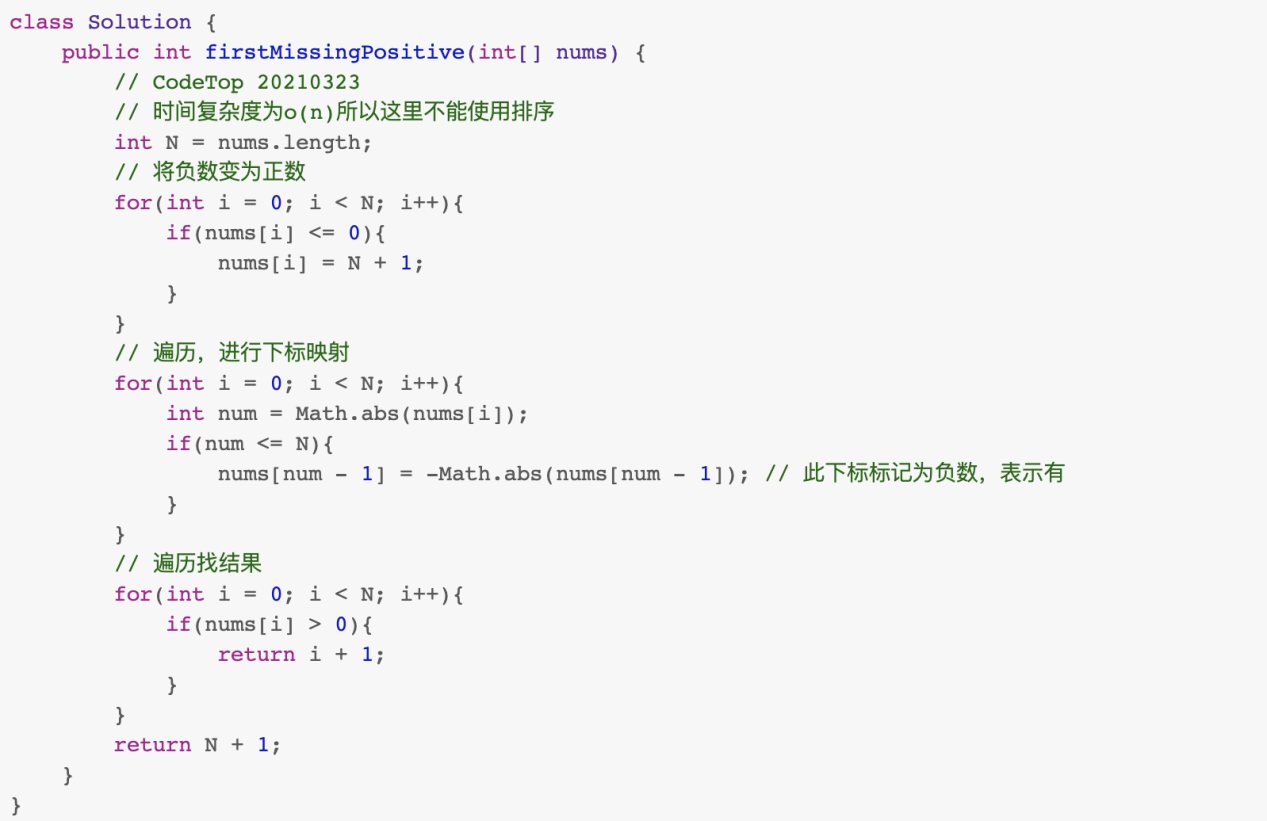 class Solution {
    public int firstMissingPositive(int[] nums) {
        // CodeTop 20210323
        // 时间复杂度为o(n)所以这里不能使用排序
        int N = nums.length;
        // 将负数变为正数
        for(int i = 0; i < N; i++){
            if(nums[i] <= 0){
                nums[i] = N + 1;
            }
        }
        // 遍历，进行下标映射
        for(int i = 0; i < N; i++){
            int num = Math.abs(nums[i]);
            if(num <= N){
                nums[num - 1] = -Math.abs(nums[num - 1]); // 此下标标记为负数，表示有
            }
        }
        // 遍历找结果
        for(int i = 0; i < N; i++){
            if(nums[i] > 0){
                return i + 1;
            }
        }
        return N + 1;
    }
}